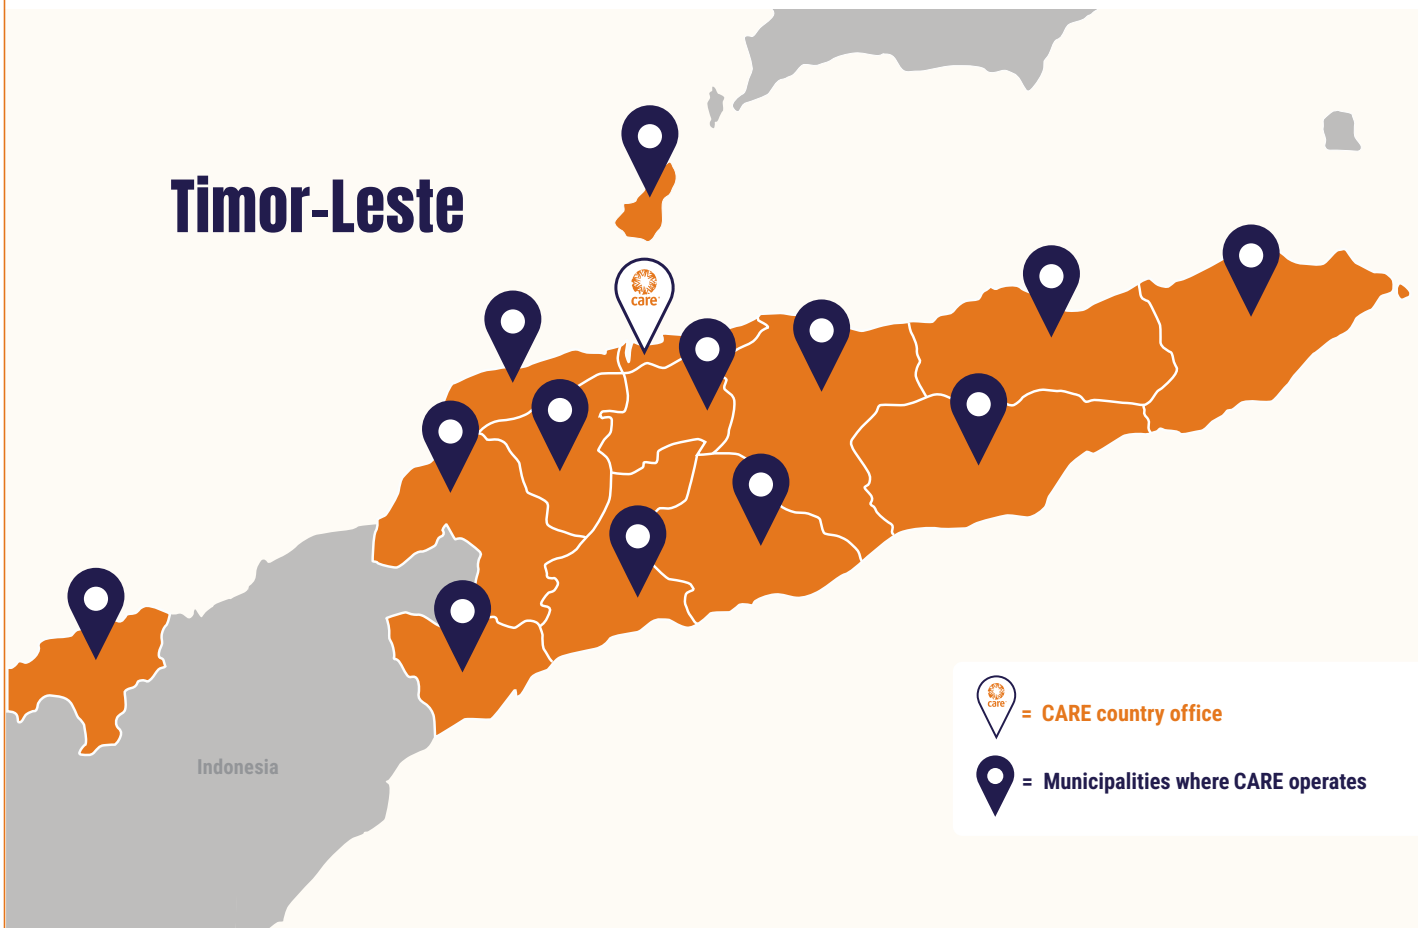 Timor-Leste
care
Indonesia
care
= CARE country office
= Municipalities where CARE operates